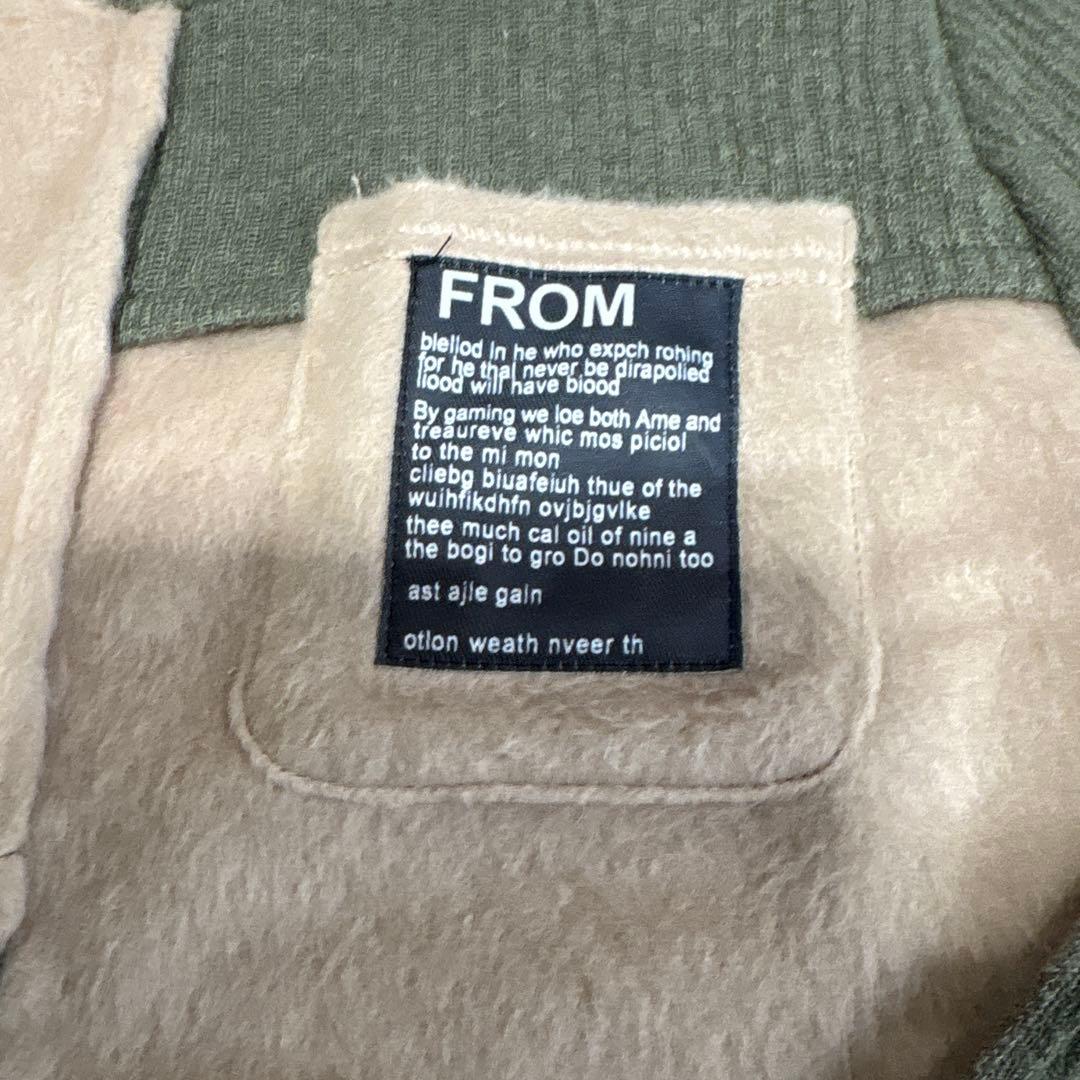 FROM
blellod In he who expch rohing
for he thal never be dirapolied
llood will have blood
By gaming we loe both Ame and
treaureve whic mos piciol
to the mi mon
cliebg biuafeiuh thue of the
wuihfikdhfn ovjbjgvlke
thee much cal oil of nine a
the bogi to gro Do nohni too
ast ajle gain
otlon weath nveer th